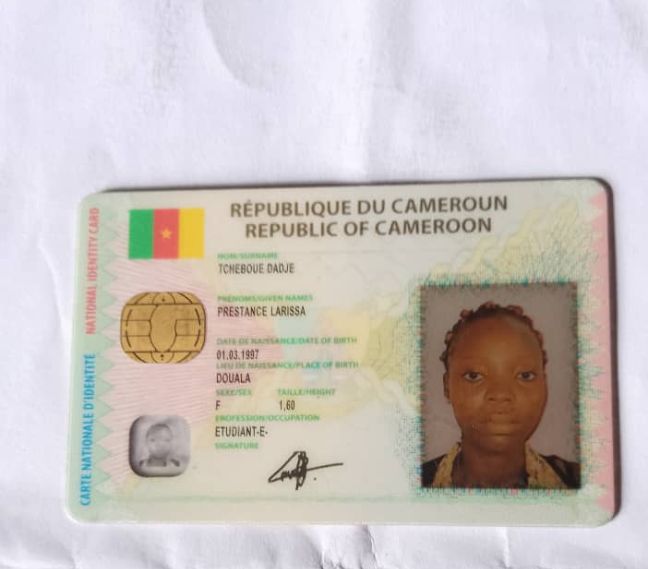 RÉPUBLIQUE DU CAMEROUN
REPUBLIC OF CAMEROON
NATIONAL IDENTITY CARD
CARTE NATIONALE D'IDENTITÉ
NOM/SURNAME
TCHEBOUE DADJE
PRÉNOMS/GIVEN NAMES
PRESTANCE LARISSA
DATE DE NAISSANCE/DATE OF BIRTH
01.03.1997
LIEU DE NAISSANCE/PLACE OF BIRTH
DOUALA
SEXE/SEX TAILLE/HEIGHT
F 1,60
PROFESSION/OCCUPATION
ETUDIANT-E-
SIGNATURE